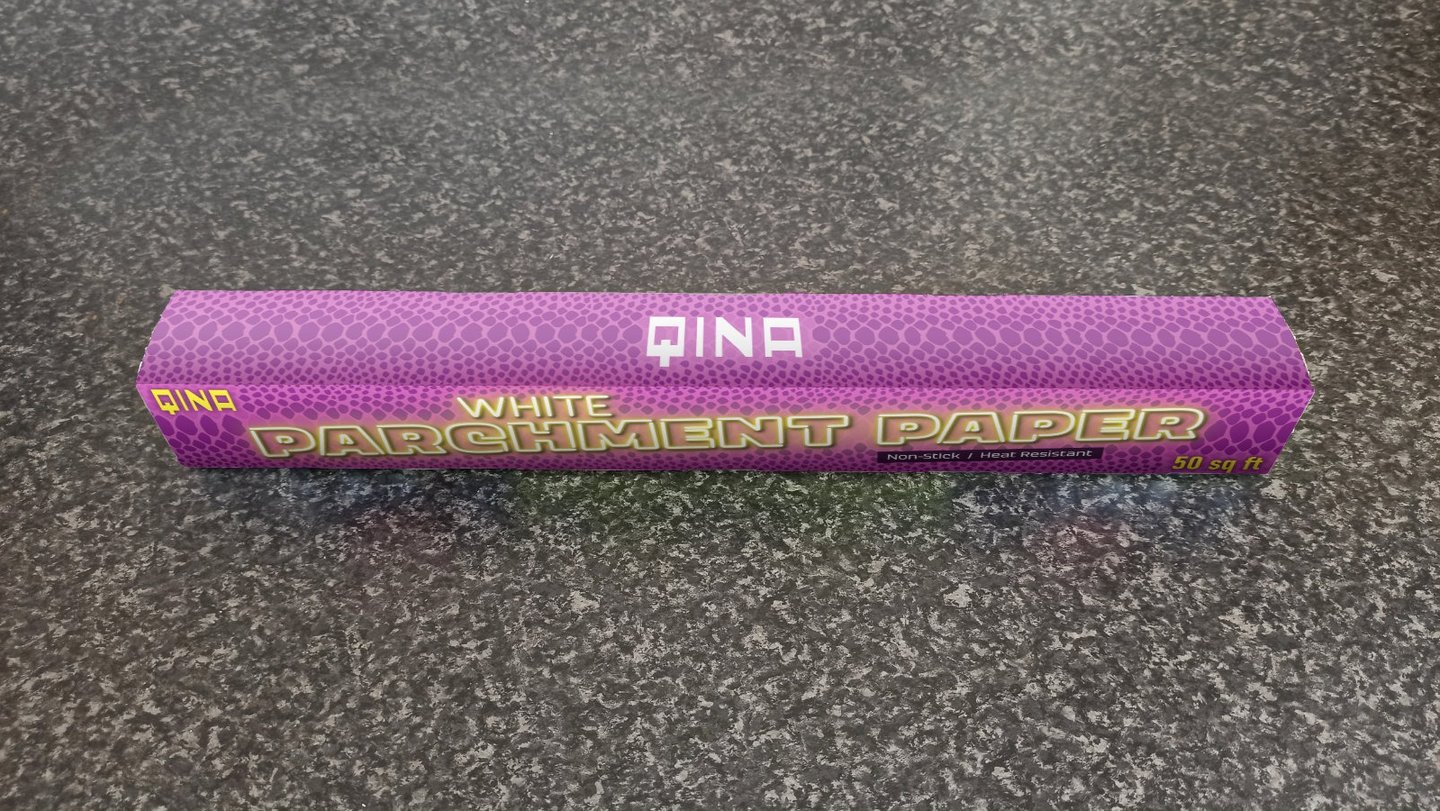 QINA
QINA
WHITE
PARCHMENT PAPER
Non-Stick / Heat Resistant
50 sq ft